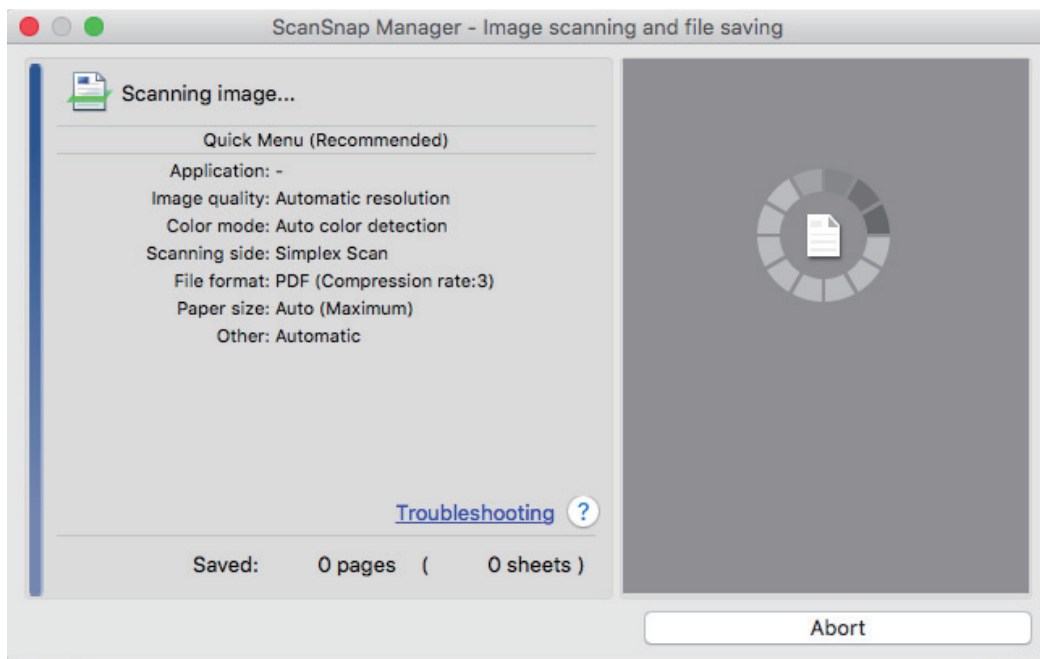 ScanSnap Manager - Image scanning and file saving
Scanning image...
Quick Menu (Recommended)
Application: -
Image quality: Automatic resolution
Color mode: Auto color detection
Scanning side: Simplex Scan
File format: PDF (Compression rate:3)
Paper size: Auto (Maximum)
Other: Automatic
Troubleshooting ?
Saved: 0 pages ( 0 sheets )
Abort